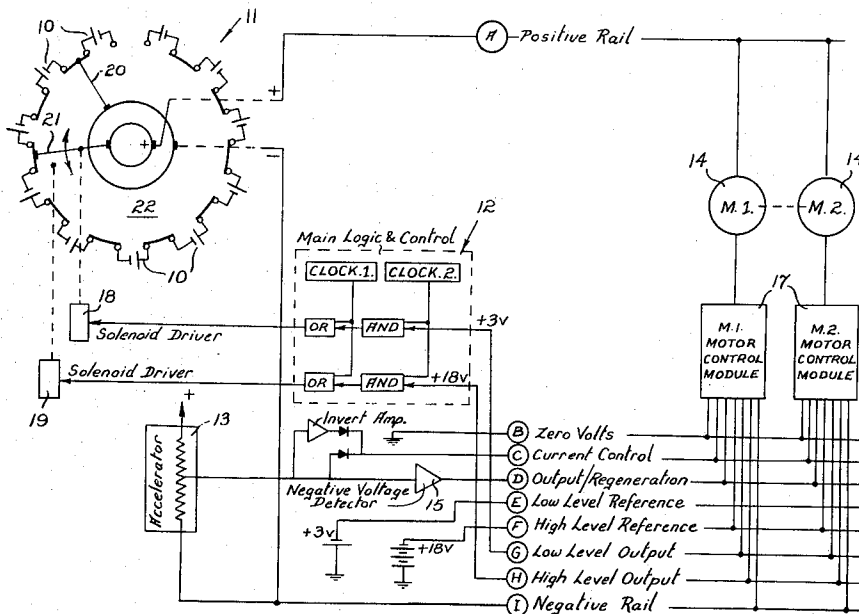 10
11
A Positive Rail
20
+
21
22
+
−
14
14
M.1.
M.2.
10
12
Main Logic & Control
CLOCK.1.
CLOCK.2.
18
OR
AND
+3v
Solenoid Driver
17
M.1.
MOTOR
CONTROL
MODULE
M.2.
MOTOR
CONTROL
MODULE
OR
AND
+18v
Solenoid Driver
19
+
13
Accelerator
Invert Amp.
B Zero Volts
C Current Control
D Output/Regeneration
Negative Voltage
Detector
15
E Low Level Reference
F High Level Reference
+3v
+18v
G Low Level Output
H High Level Output
I Negative Rail